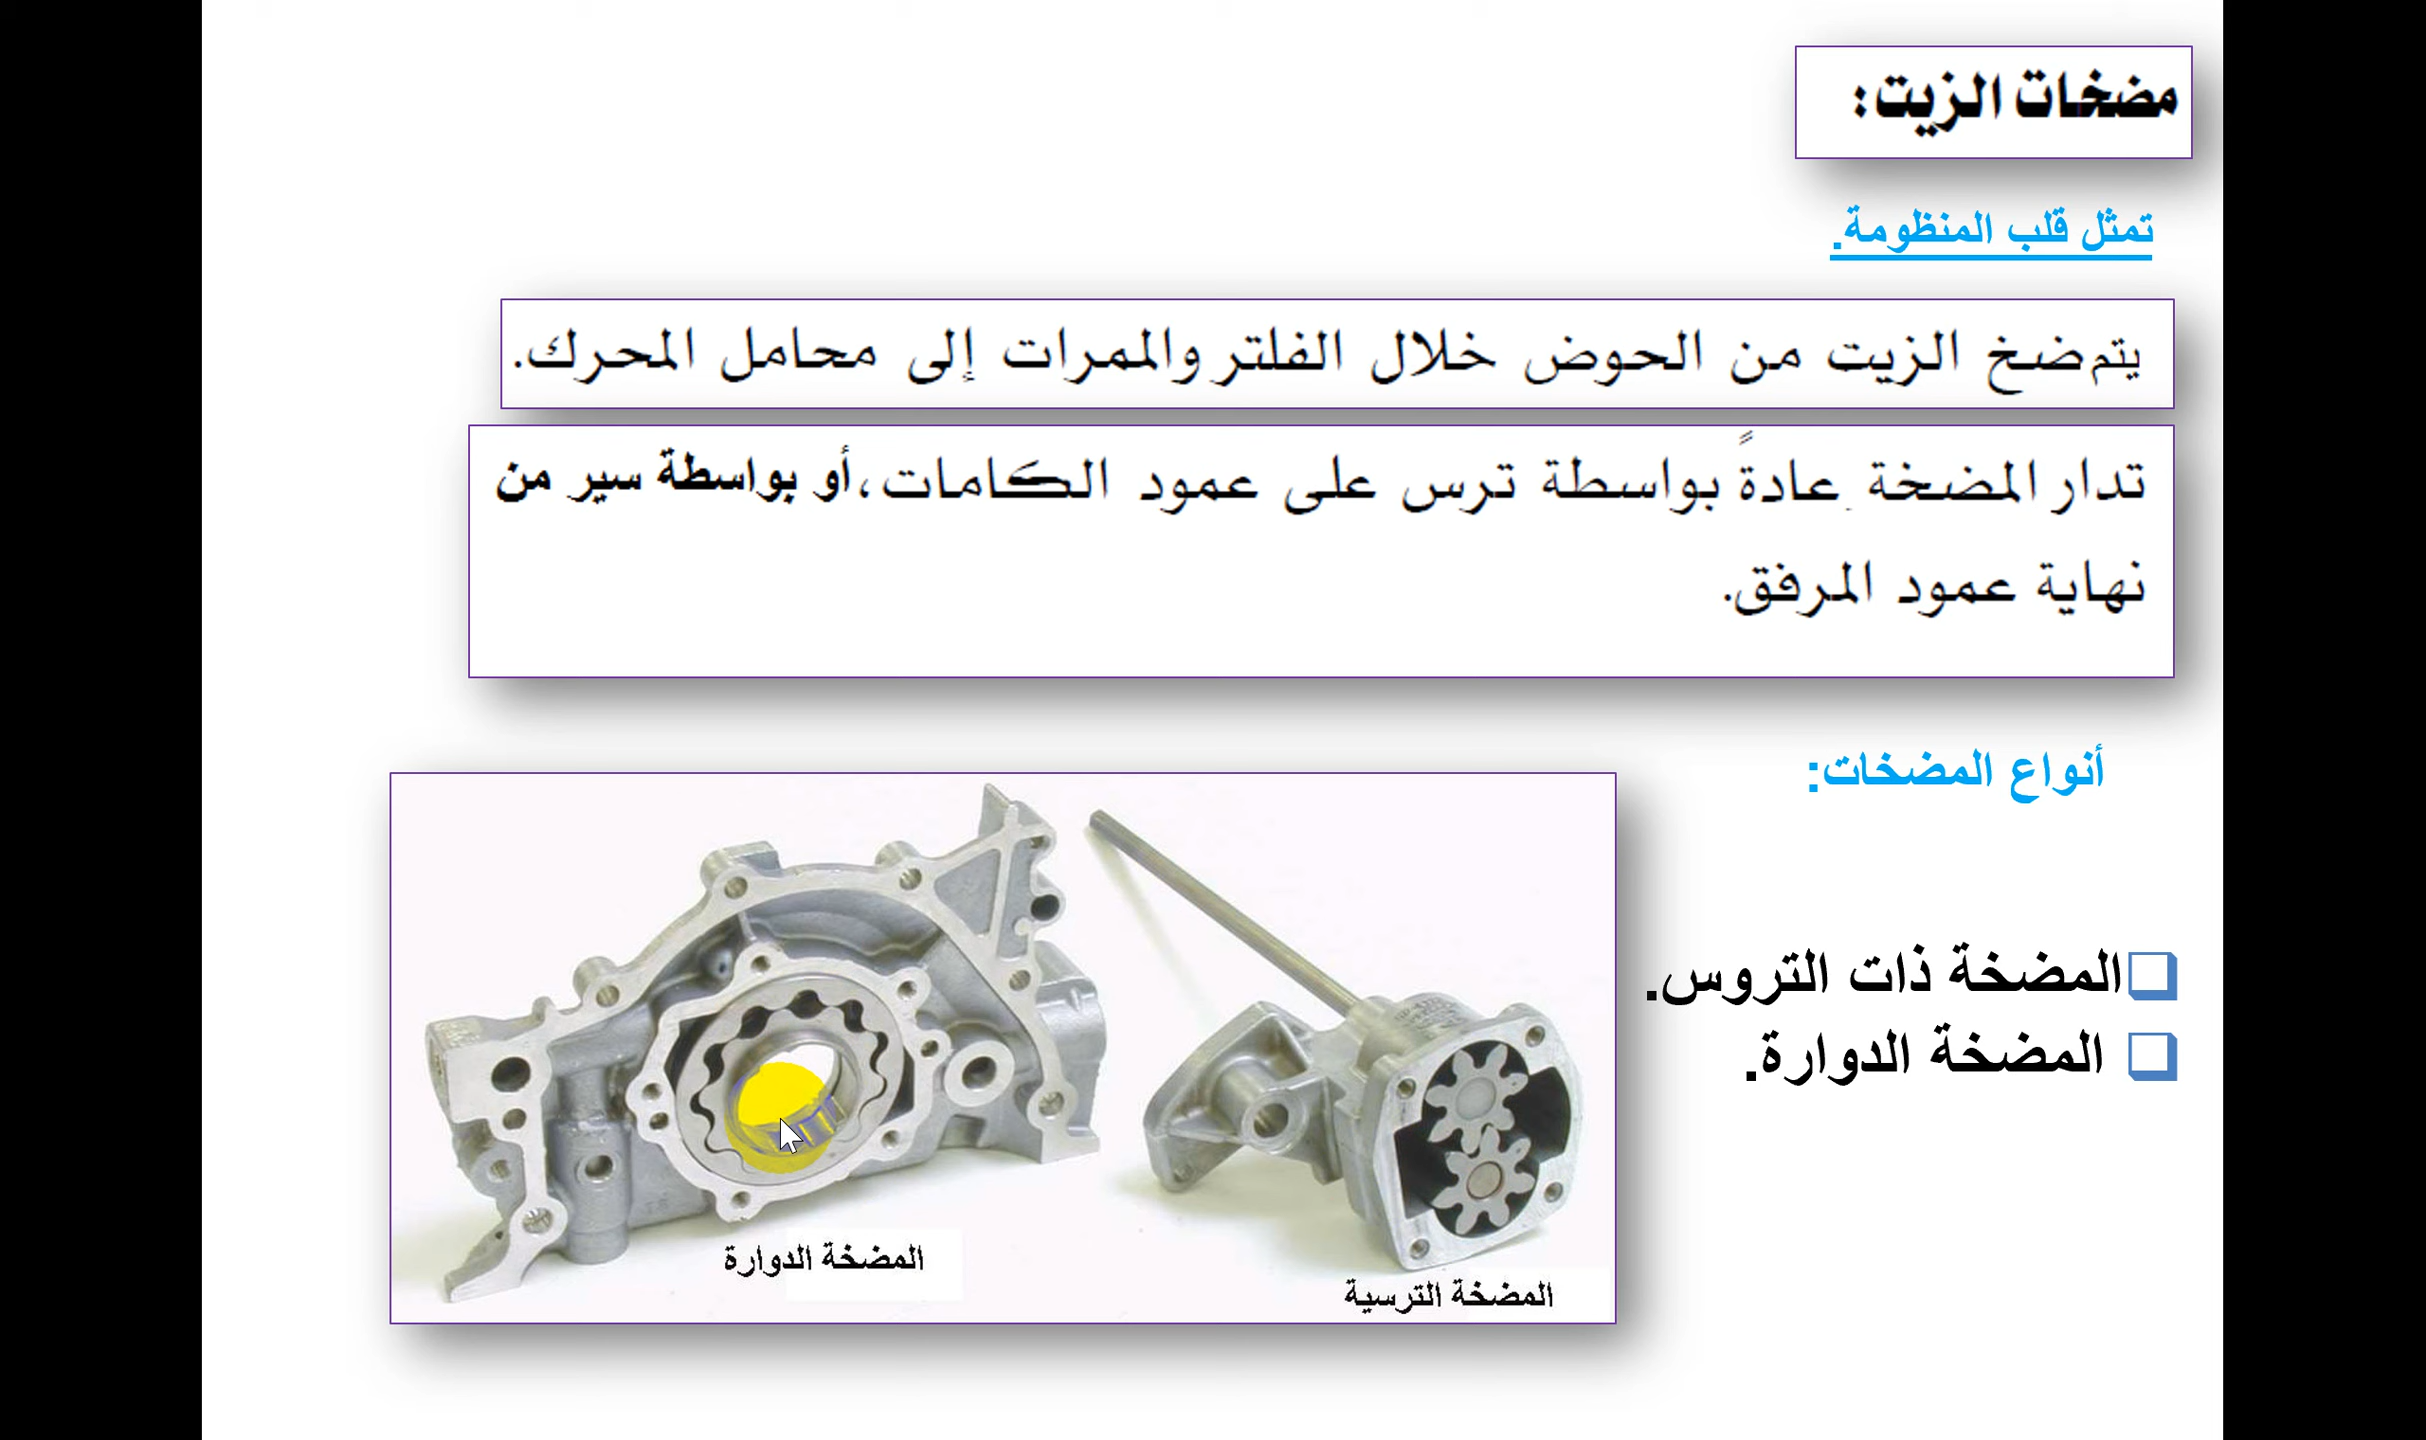 مضخات الزيت:
تمثل قلب المنظومة.
يتم ضخ الزيت من الحوض خلال الفلتر والممرات إلى محامل المحرك.
تدار المضخة عادةً بواسطة ترس على عمود الكامات، أو بواسطة سير من
نهاية عمود المرفق.
أنواع المضخات:
المضخة ذات التروس.
المضخة الدوارة.
المضخة الدوارة
المضخة الترسية